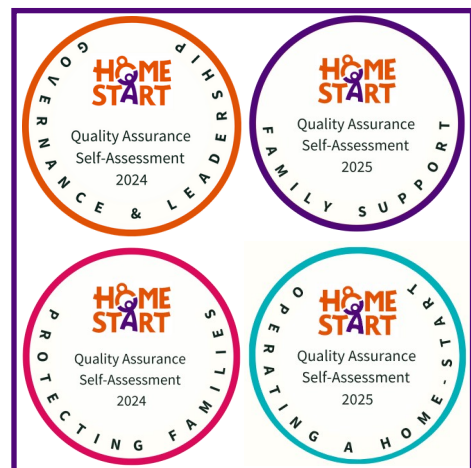 HOME
START
Quality Assurance
Self-Assessment
2024
GOVERNANCE & LEADERSHIP
HOME
START
Quality Assurance
Self-Assessment
2025
FAMILY SUPPORT
HOME
START
Quality Assurance
Self-Assessment
2024
PROTECTING FAMILIES
HOME
START
Quality Assurance
Self-Assessment
2025
OPERATING A HOME-START